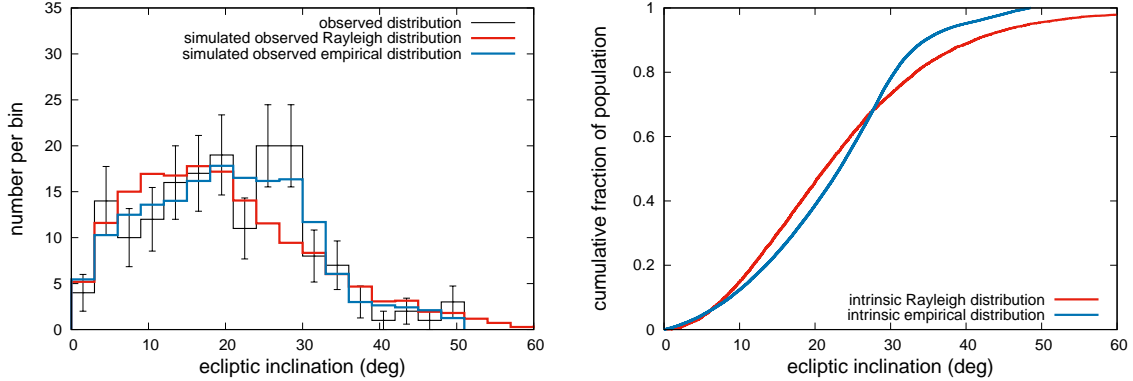 35
30
25
20
15
10
5
0
number per bin
observed distribution
simulated observed Rayleigh distribution
simulated observed empirical distribution
0 10 20 30 40 50 60
ecliptic inclination (deg)
1
0.8
0.6
0.4
0.2
0
cumulative fraction of population
intrinsic Rayleigh distribution
intrinsic empirical distribution
0 10 20 30 40 50 60
ecliptic inclination (deg)